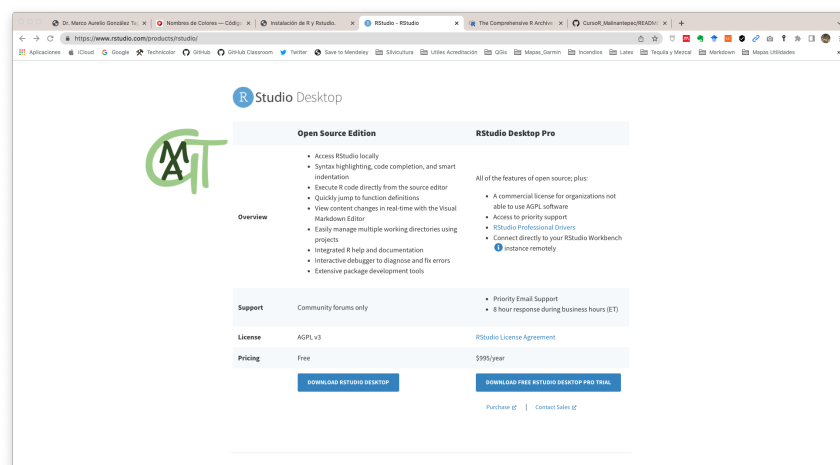 Dr. Marco Aurelio González Ta
Nombres de Colores — Códig
Instalación de R y Rstudio.
RStudio - RStudio
The Comprehensive R Archive
CursoR_Malinantepec/README
https://www.rstudio.com/products/rstudio/
Aplicaciones
iCloud
Google
Technicolor
GitHub
GitHub Classroom
Twitter
Save to Mendeley
Silvicultura
Utiles Acreditación
QGis
Mapas_Garmin
Incendios
Latex
Tequila y Mezcal
Markdown
Mapas Utilidades
R Studio Desktop
Open Source Edition
RStudio Desktop Pro
Overview
Access RStudio locally
Syntax highlighting, code completion, and smart
indentation
Execute R code directly from the source editor
Quickly jump to function definitions
View content changes in real-time with the Visual
Markdown Editor
Easily manage multiple working directories using
projects
Integrated R help and documentation
Interactive debugger to diagnose and fix errors
Extensive package development tools
All of the features of open source; plus:
A commercial license for organizations not
able to use AGPL software
Access to priority support
RStudio Professional Drivers
Connect directly to your RStudio Workbench
instance remotely
Support
Community forums only
Priority Email Support
8 hour response during business hours (ET)
License
AGPL v3
RStudio License Agreement
Pricing
Free
$995/year
DOWNLOAD RSTUDIO DESKTOP
DOWNLOAD FREE RSTUDIO DESKTOP PRO TRIAL
Purchase
|
Contact Sales